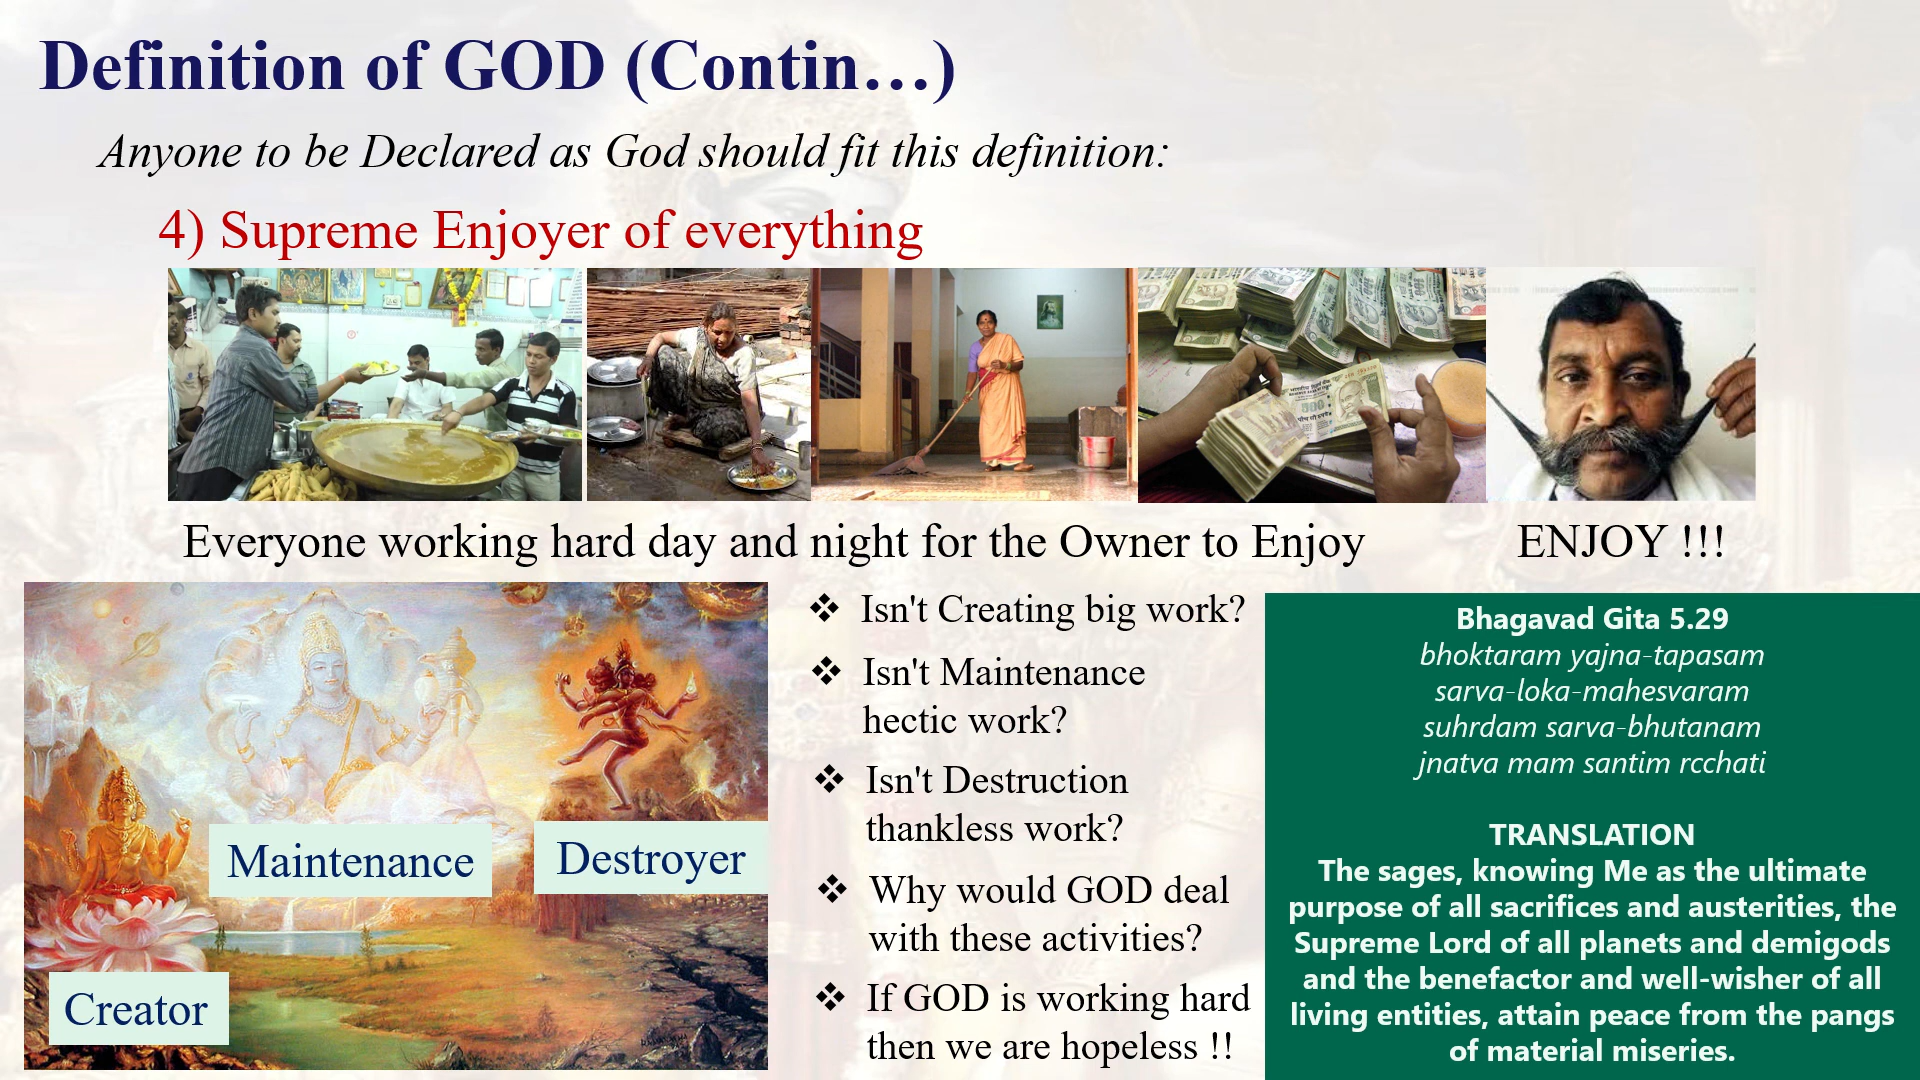 Definition of GOD (Contin…)
Anyone to be Declared as God should fit this definition:
4) Supreme Enjoyer of everything
500
Everyone working hard day and night for the Owner to Enjoy
ENJOY !!!
Maintenance
Destroyer
Creator
❖ Isn't Creating big work?
❖ Isn't Maintenance
hectic work?
❖ Isn't Destruction
thankless work?
❖ Why would GOD deal
with these activities?
❖ If GOD is working hard
then we are hopeless !!
Bhagavad Gita 5.29
bhoktaram yajna-tapasam
sarva-loka-mahesvaram
suhrdam sarva-bhutanam
jnatva mam santim rcchati
TRANSLATION
The sages, knowing Me as the ultimate
purpose of all sacrifices and austerities, the
Supreme Lord of all planets and demigods
and the benefactor and well-wisher of all
living entities, attain peace from the pangs
of material miseries.